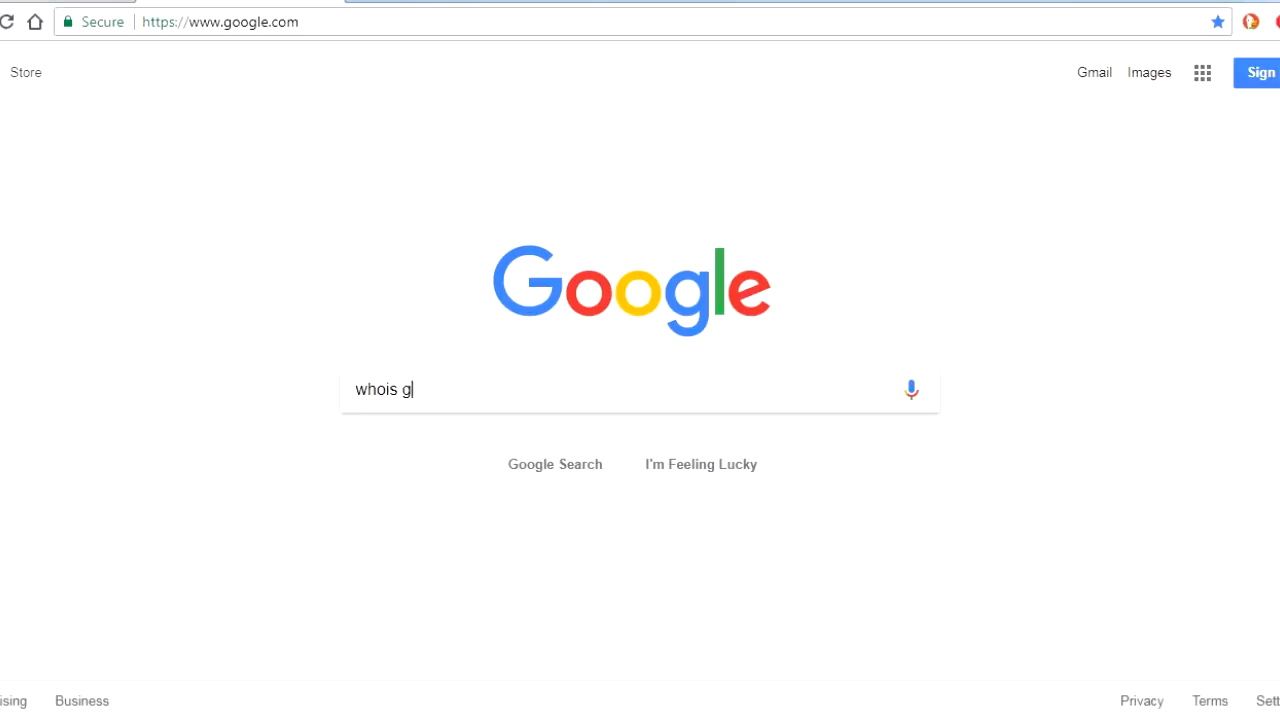 Secure https://www.google.com
Store Gmail Images Sign
Google
whois g
Google Search I'm Feeling Lucky
ising Business Privacy Terms Sett